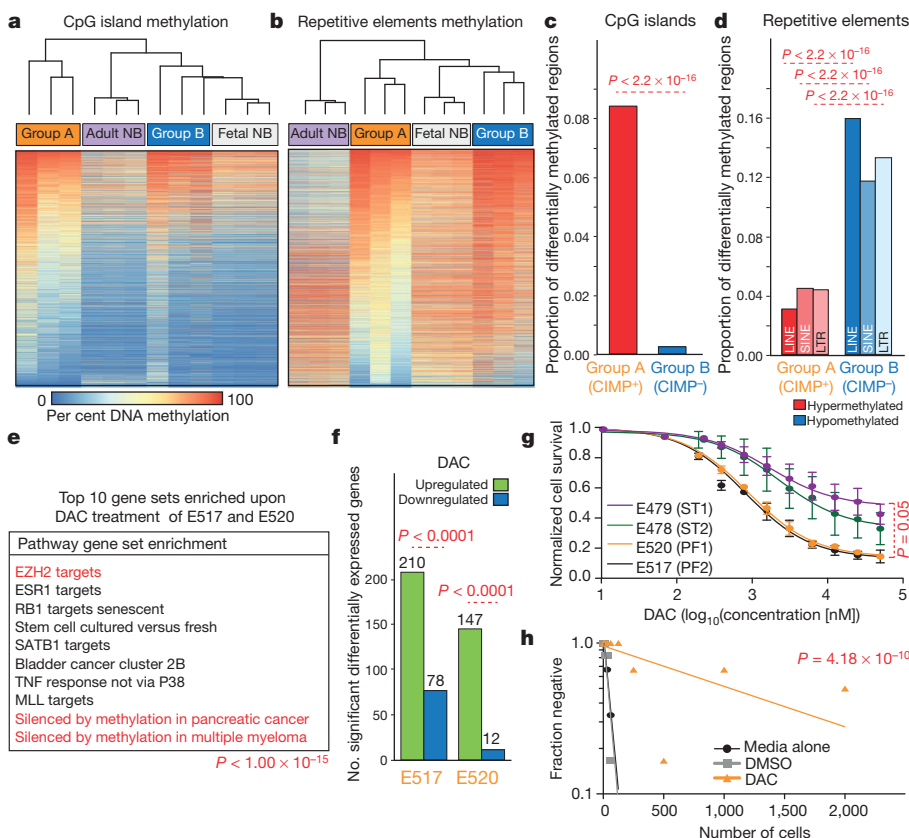 a CpG island methylation
Group A Adult NB Group B Fetal NB
0 100
Per cent DNA methylation
b Repetitive elements methylation
Adult NB Group A Fetal NB Group B
c CpG islands
P < 2.2 × 10⁻¹⁶
Proportion of differentially methylated regions
0.08
0.06
0.04
0.02
0.00
Group A (CIMP⁺)
Group B (CIMP⁻)
d Repetitive elements
P < 2.2 × 10⁻¹⁶
P < 2.2 × 10⁻¹⁶
P < 2.2 × 10⁻¹⁶
Proportion of differentially methylated regions
0.16
0.12
0.08
0.04
0.00
LINE SINE LTR
LINE SINE LTR
Group A (CIMP⁺)
Group B (CIMP⁻)
Hypermethylated
Hypomethylated
e
Top 10 gene sets enriched upon
DAC treatment of E517 and E520
Pathway gene set enrichment
EZH2 targets
ESR1 targets
RB1 targets senescent
Stem cell cultured versus fresh
SATB1 targets
Bladder cancer cluster 2B
TNF response not via P38
MLL targets
Silenced by methylation in pancreatic cancer
Silenced by methylation in multiple myeloma
P < 1.00 × 10⁻¹⁵
f
DAC
Upregulated
Downregulated
P < 0.0001
210
P < 0.0001
147
78
12
No. significant differentially expressed genes
200
150
100
50
0
E517 E520
g
Normalized cell survival
1.0
0.8
0.6
0.4
0.2
0
E479 (ST1)
E478 (ST2)
E520 (PF1)
E517 (PF2)
P = 0.05
1 2 3 4 5
DAC (log₁₀(concentration [nM])
h
Fraction negative
1.0
0.1
P = 4.18 × 10⁻¹⁰
Media alone
DMSO
DAC
0 500 1,000 1,500 2,000
Number of cells